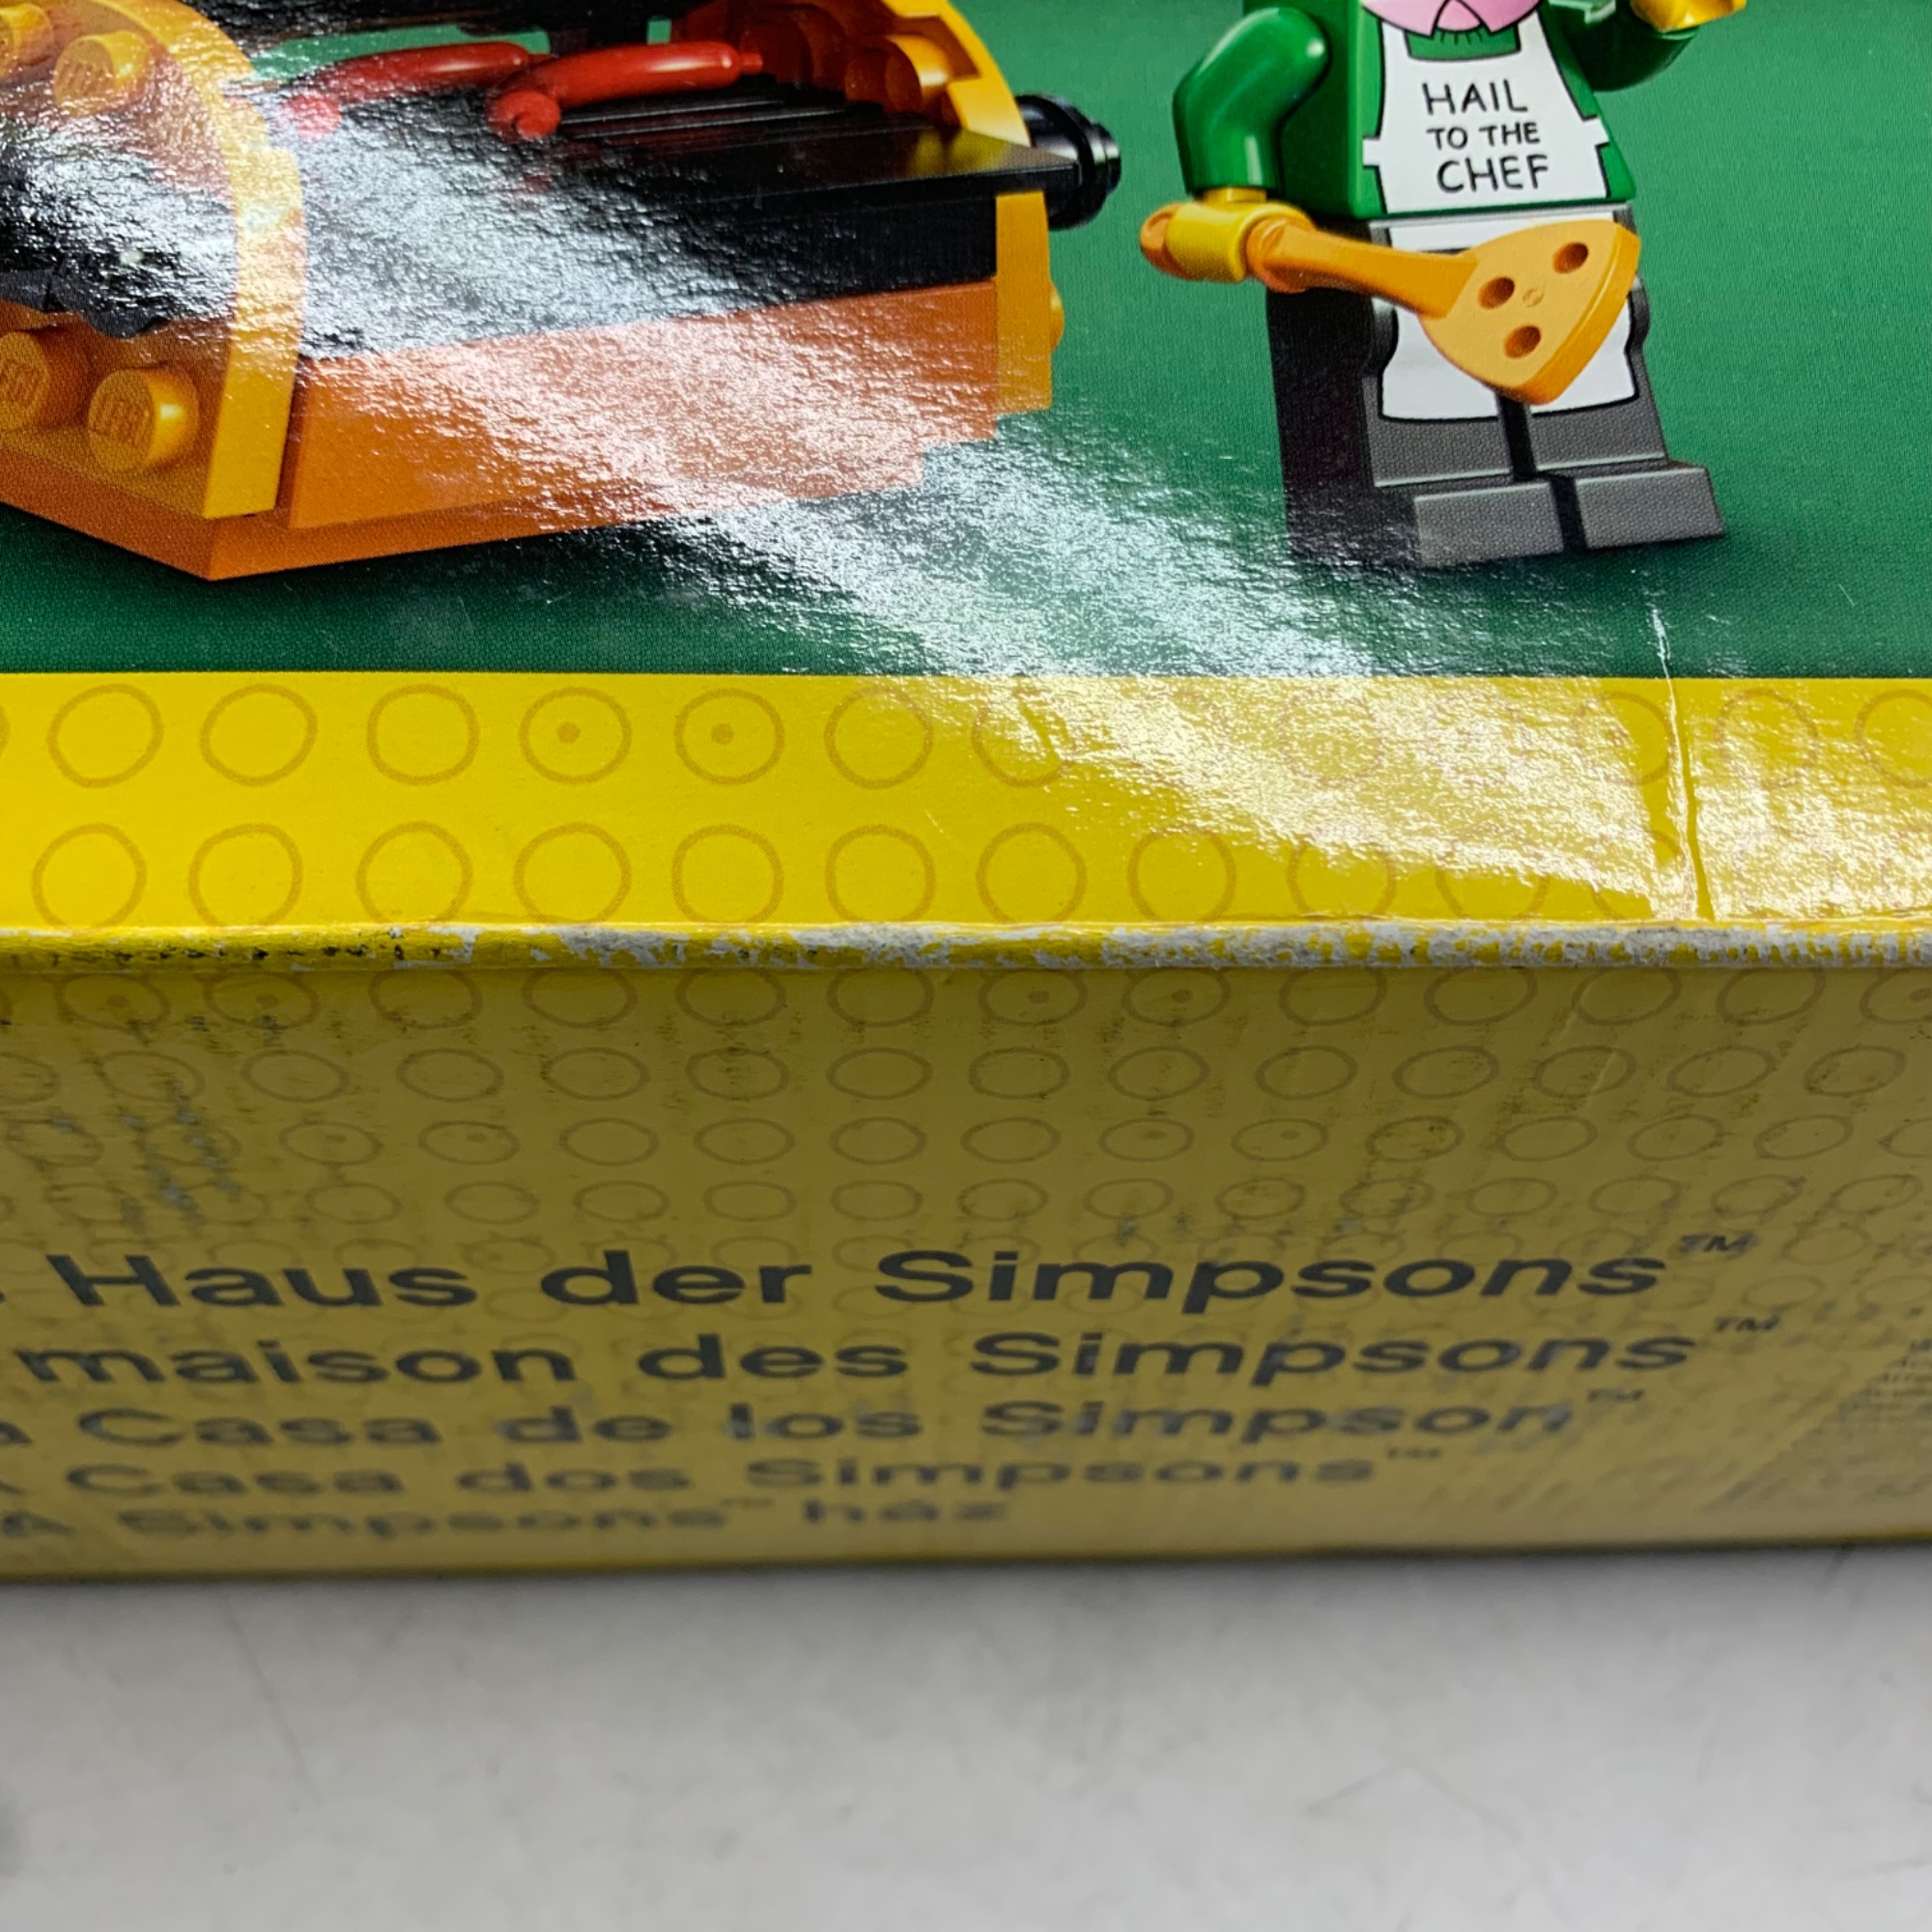 HAIL
TO THE
CHEF
Haus der Simpsons™
maison des Simpsons™
Casa de los Simpson™
Casa dos Simpsons™
A Simpsons™ ház